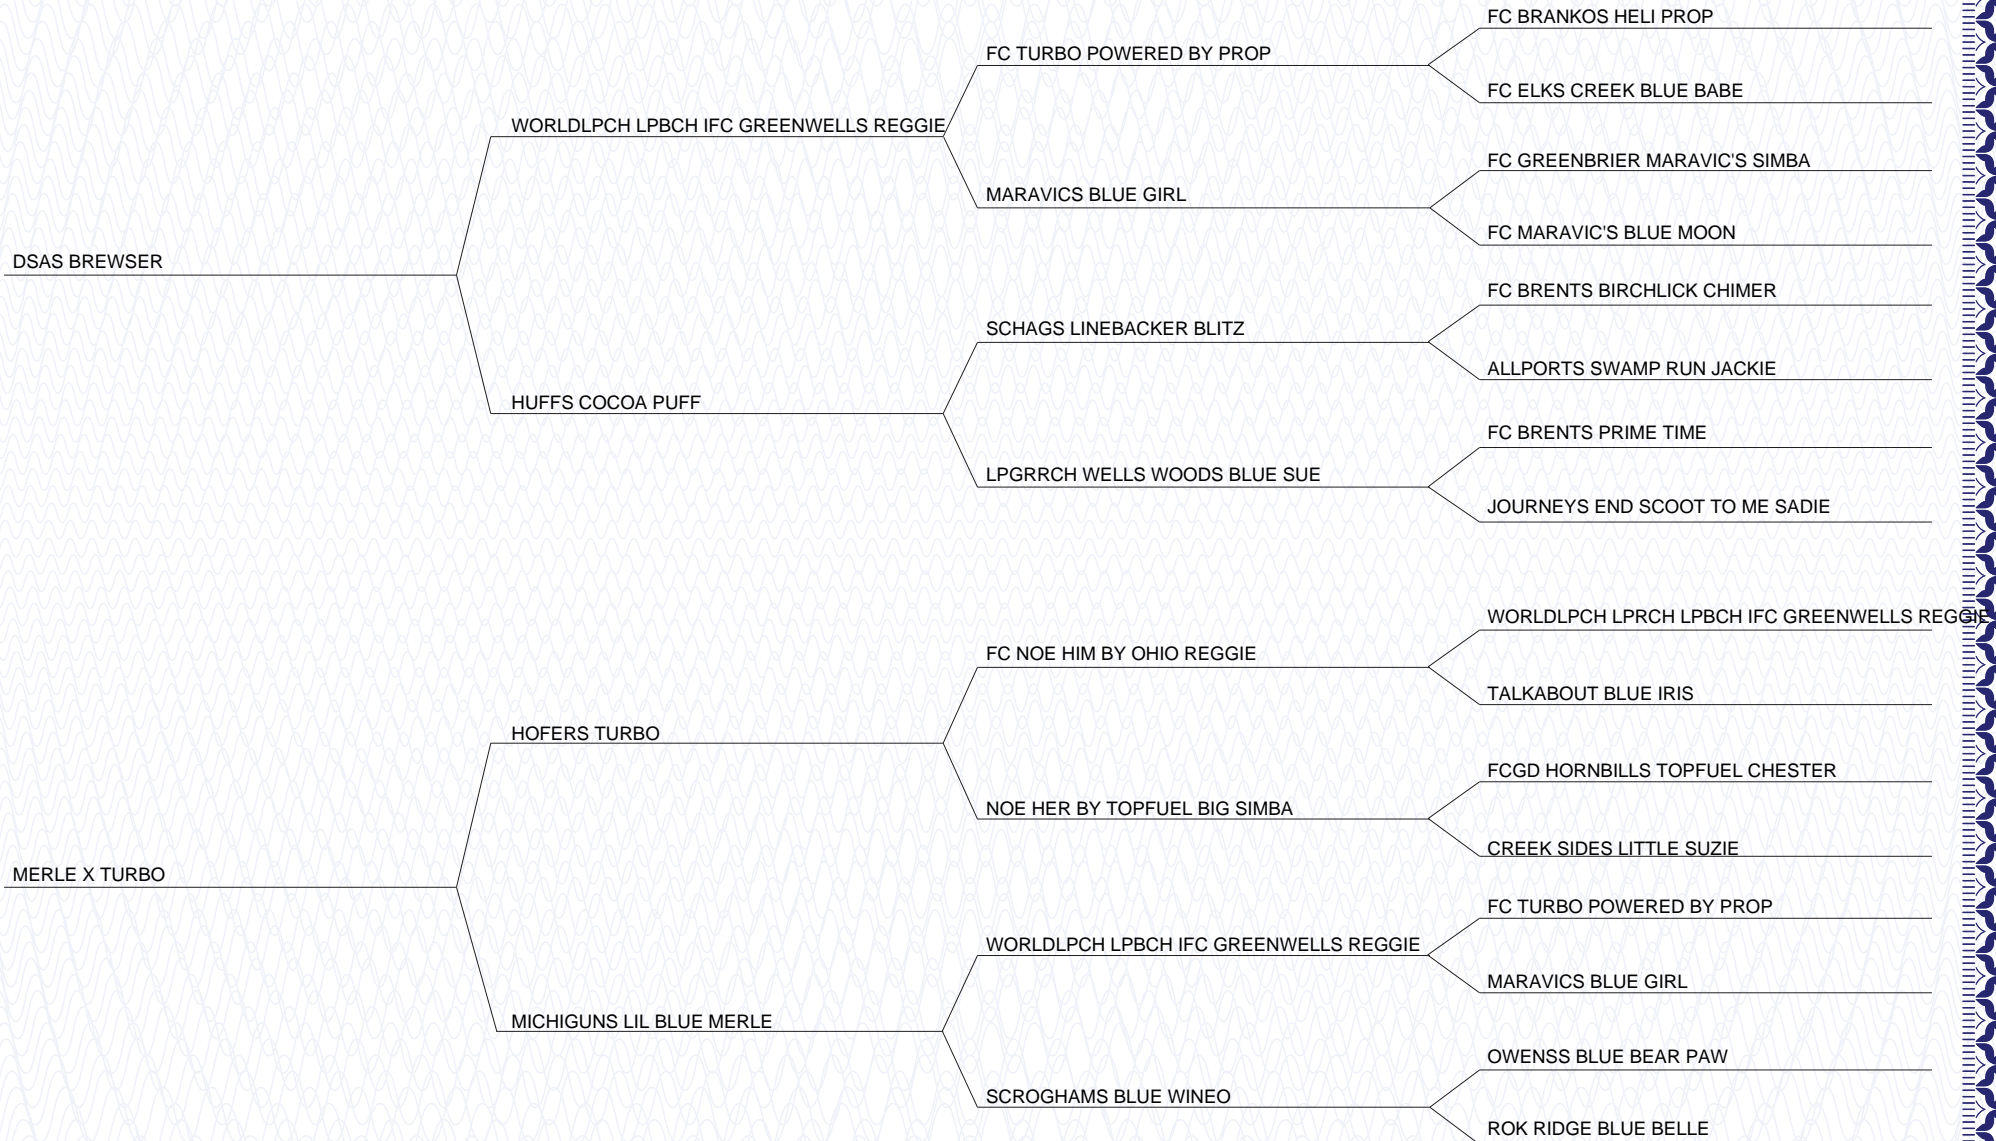 FC BRANKOS HELI PROP
FC TURBO POWERED BY PROP
FC ELKS CREEK BLUE BABE
WORLDLPCH LPBCH IFC GREENWELLS REGGIE
FC GREENBRIER MARAVIC'S SIMBA
MARAVICS BLUE GIRL
FC MARAVIC'S BLUE MOON
DSAS BREWSER
FC BRENTS BIRCHLICK CHIMER
SCHAGS LINEBACKER BLITZ
ALLPORTS SWAMP RUN JACKIE
HUFFS COCOA PUFF
FC BRENTS PRIME TIME
LPGRRCH WELLS WOODS BLUE SUE
JOURNEYS END SCOOT TO ME SADIE
WORLDLPCH LPRCH LPBCH IFC GREENWELLS REGGIE
FC NOE HIM BY OHIO REGGIE
TALKABOUT BLUE IRIS
HOFERS TURBO
FCGD HORNBILLS TOPFUEL CHESTER
NOE HER BY TOPFUEL BIG SIMBA
CREEK SIDES LITTLE SUZIE
MERLE X TURBO
FC TURBO POWERED BY PROP
WORLDLPCH LPBCH IFC GREENWELLS REGGIE
MARAVICS BLUE GIRL
MICHIGUNS LIL BLUE MERLE
OWENSS BLUE BEAR PAW
SCROGHAMS BLUE WINEO
ROK RIDGE BLUE BELLE